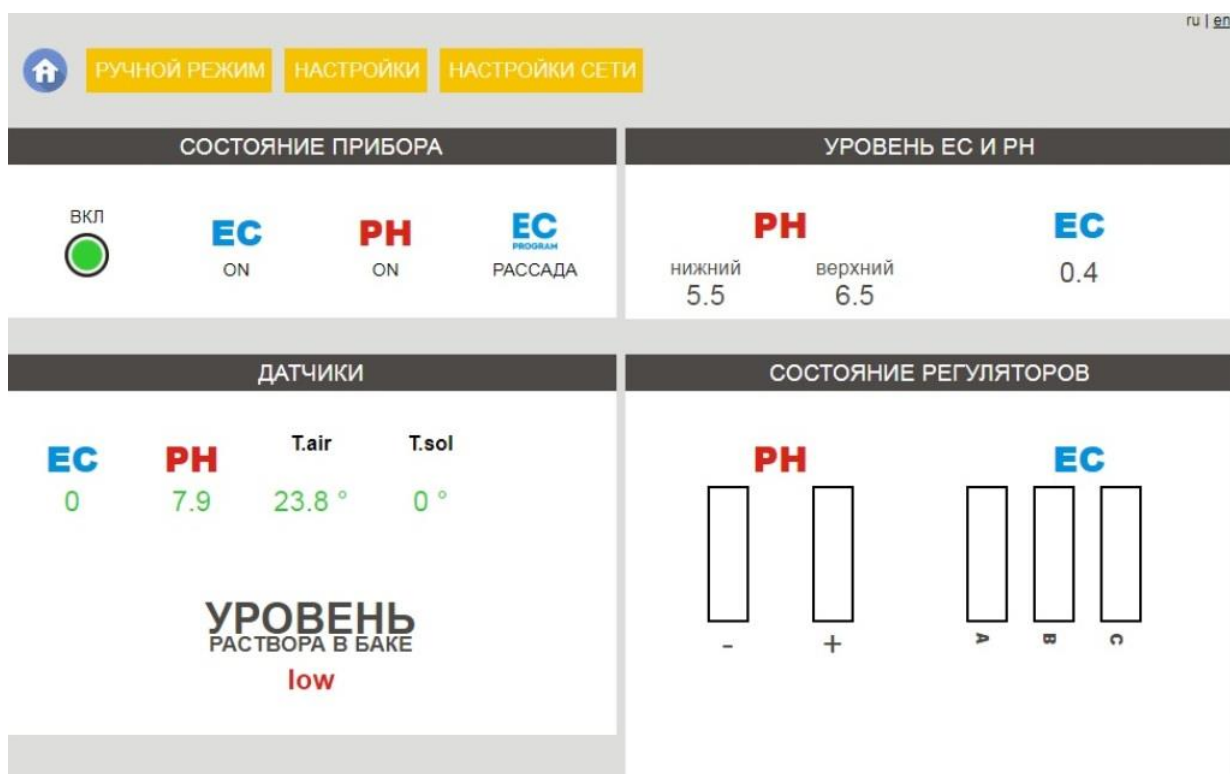 ru | en
РУЧНОЙ РЕЖИМ НАСТРОЙКИ НАСТРОЙКИ СЕТИ
СОСТОЯНИЕ ПРИБОРА
ВКЛ
EC PH EC
PROGRAM
ON ON РАССАДА
УРОВЕНЬ ЕС И РН
PH EC
нижний верхний
5.5 6.5 0.4
ДАТЧИКИ
EC PH T.air T.sol
0 7.9 23.8 ° 0 °
УРОВЕНЬ
РАСТВОРА В БАКЕ
low
СОСТОЯНИЕ РЕГУЛЯТОРОВ
PH EC
- + A B C